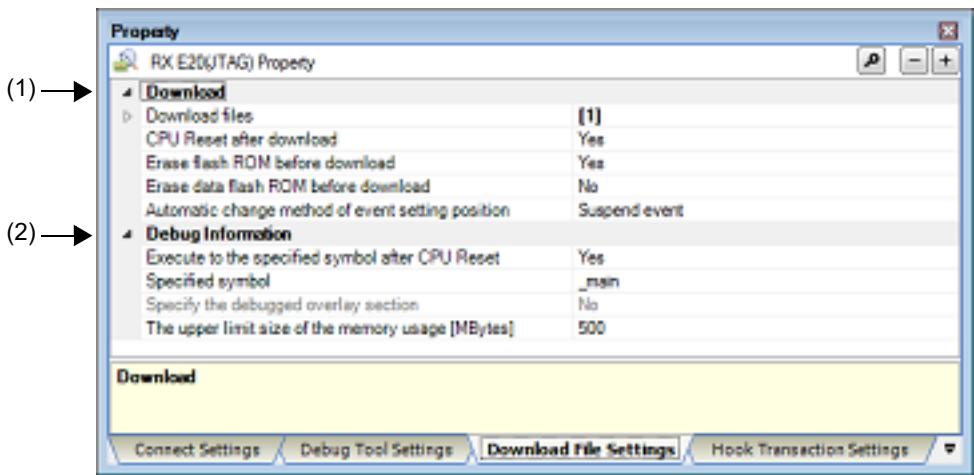 Property
RX E20(JTAG) Property
(1) Download
Download files [1]
CPU Reset after download Yes
Erase flash ROM before download Yes
Erase data flash ROM before download No
Automatic change method of event setting position Suspend event
(2) Debug Information
Execute to the specified symbol after CPU Reset Yes
Specified symbol _main
Specify the debugged overlay section No
The upper limit size of the memory usage [MBytes] 500
Download
Connect Settings Debug Tool Settings Download File Settings Hook Transaction Settings